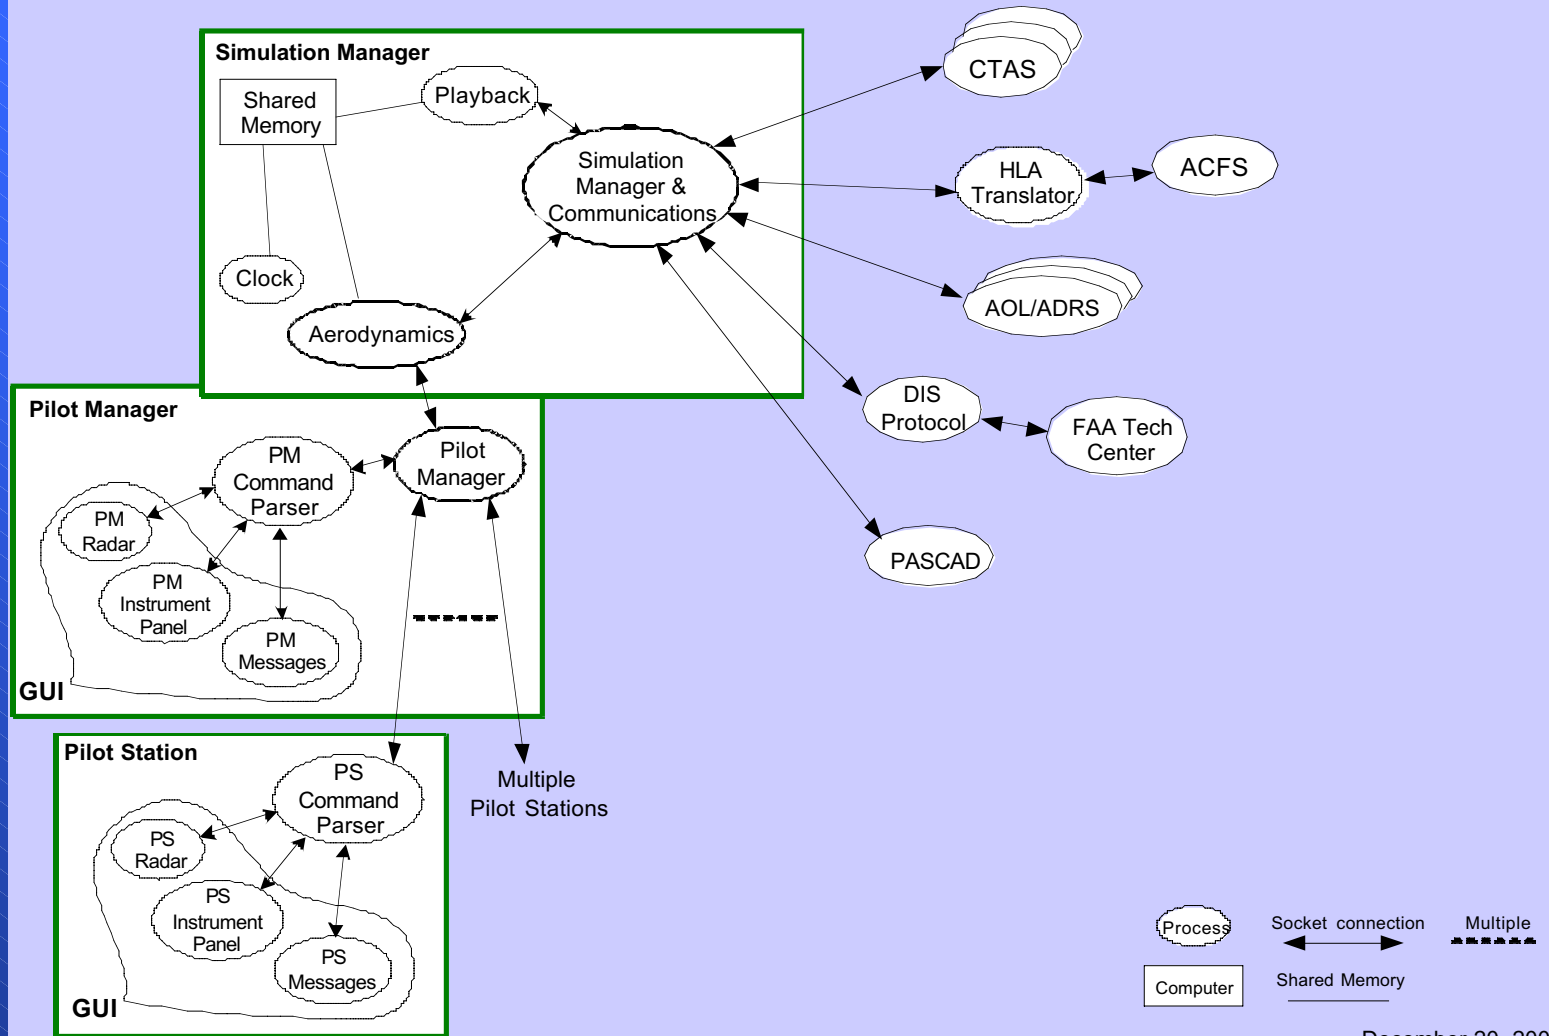 Simulation Manager
Shared
Memory
Playback
Simulation
Manager &
Communications
Clock
Aerodynamics
CTAS
HLA
Translator
ACFS
AOL/ADRS
DIS
Protocol
FAA Tech
Center
PASCAD
Pilot Manager
PM
Command
Parser
Pilot
Manager
PM
Radar
PM
Instrument
Panel
PM
Messages
GUI
Pilot Station
PS
Command
Parser
Multiple
Pilot Stations
PS
Radar
PS
Instrument
Panel
PS
Messages
GUI
Process
Socket connection
Multiple
Computer
Shared Memory
December 20,